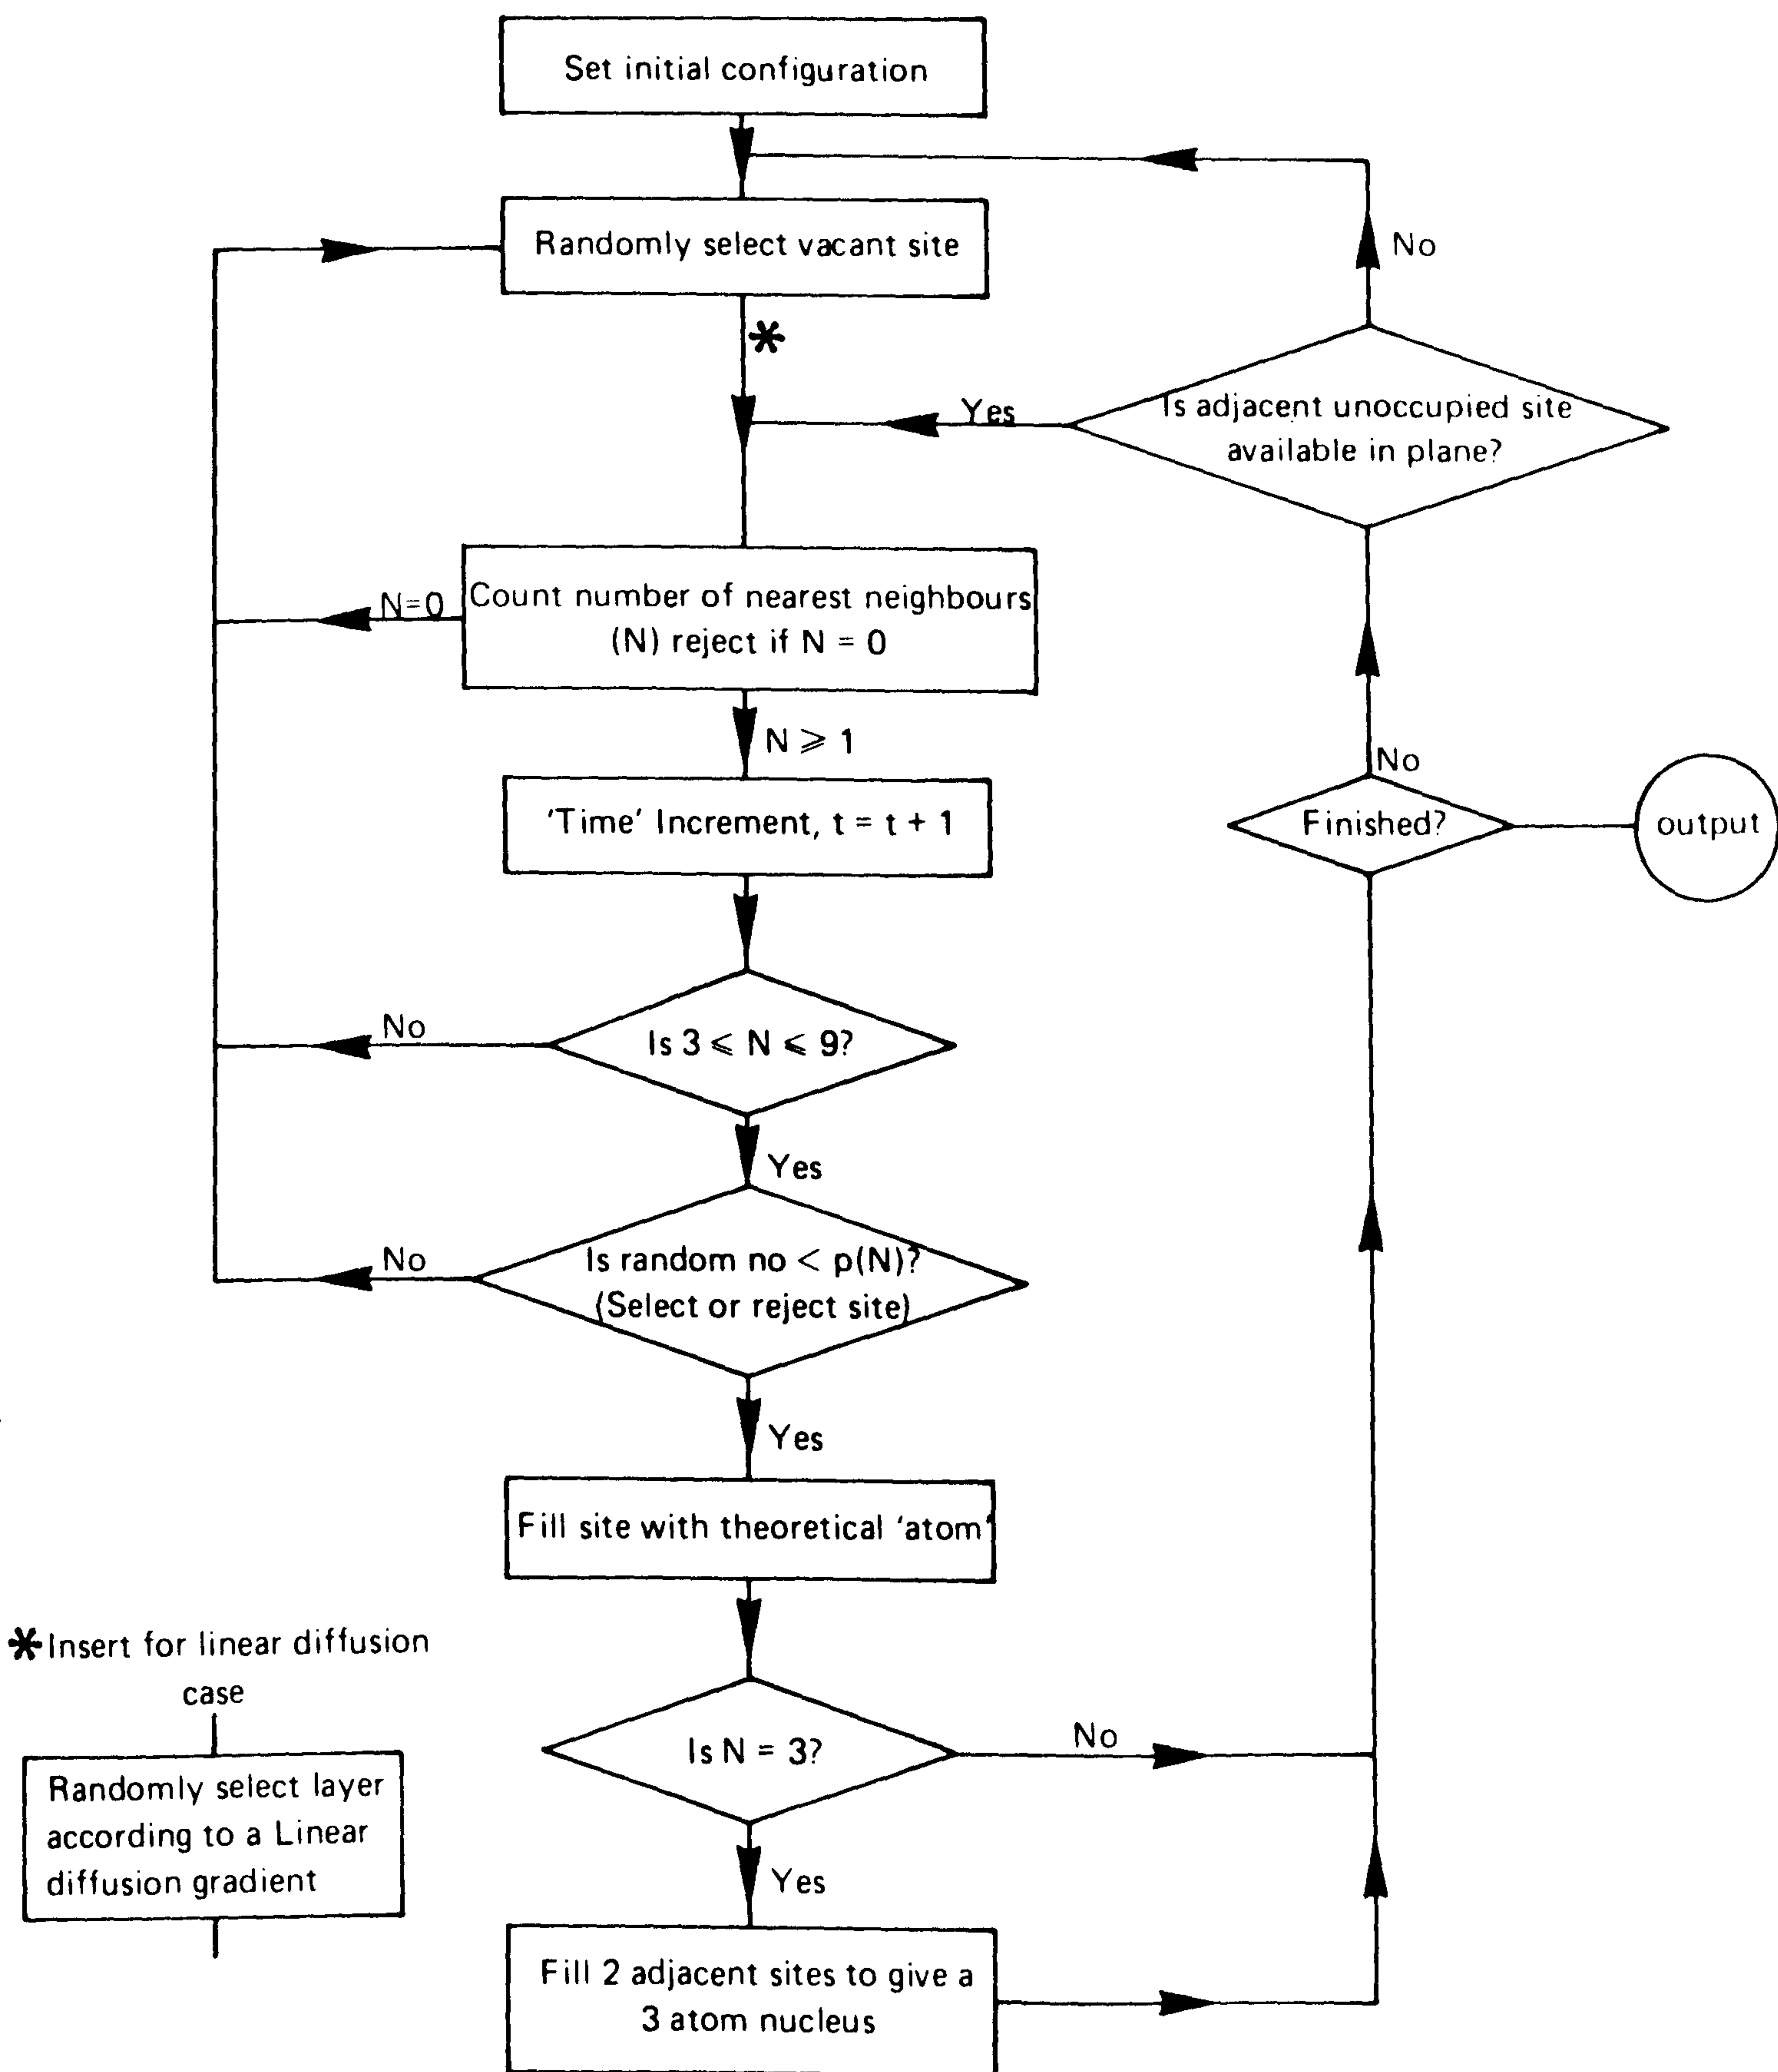 Set initial configuration
Randomly select vacant site
No
*
Yes
Is adjacent unoccupied site
available in plane?
N=0
Count number of nearest neighbours
(N) reject if N = 0
N ⩾ 1
No
'Time' Increment, t = t + 1
Finished?
output
No
Is 3 ⩽ N ⩽ 9?
Yes
No
Is random no < p(N)?
(Select or reject site)
Yes
Fill site with theoretical 'atom'
* Insert for linear diffusion
case
Randomly select layer
according to a Linear
diffusion gradient
Is N = 3?
No
Yes
Fill 2 adjacent sites to give a
3 atom nucleus